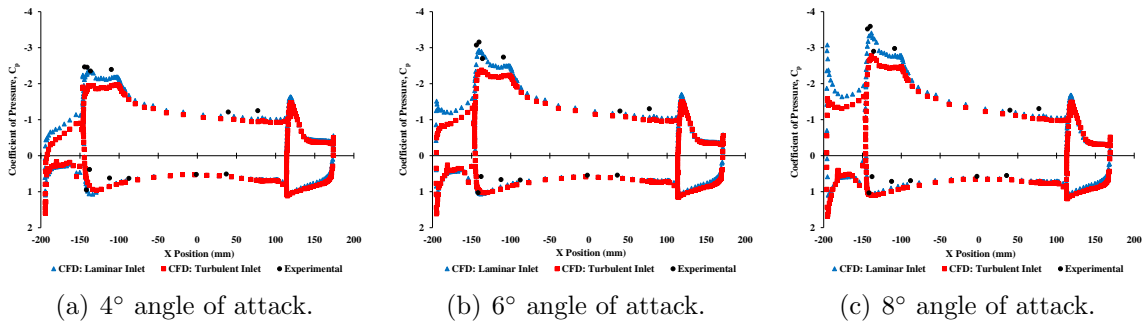 -4
-3
-2
-1
0
1
2
Coefficient of Pressure, Cp
-200 -150 -100 -50 0 50 100 150 200
X Position (mm)
CFD: Laminar Inlet CFD: Turbulent Inlet Experimental
(a) 4° angle of attack.
-4
-3
-2
-1
0
1
2
Coefficient of Pressure, Cp
-200 -150 -100 -50 0 50 100 150 200
X Position (mm)
CFD: Laminar Inlet CFD: Turbulent Inlet Experimental
(b) 6° angle of attack.
-4
-3
-2
-1
0
1
2
Coefficient of Pressure, Cp
-200 -150 -100 -50 0 50 100 150 200
X Position (mm)
CFD: Laminar Inlet CFD: Turbulent Inlet Experimental
(c) 8° angle of attack.